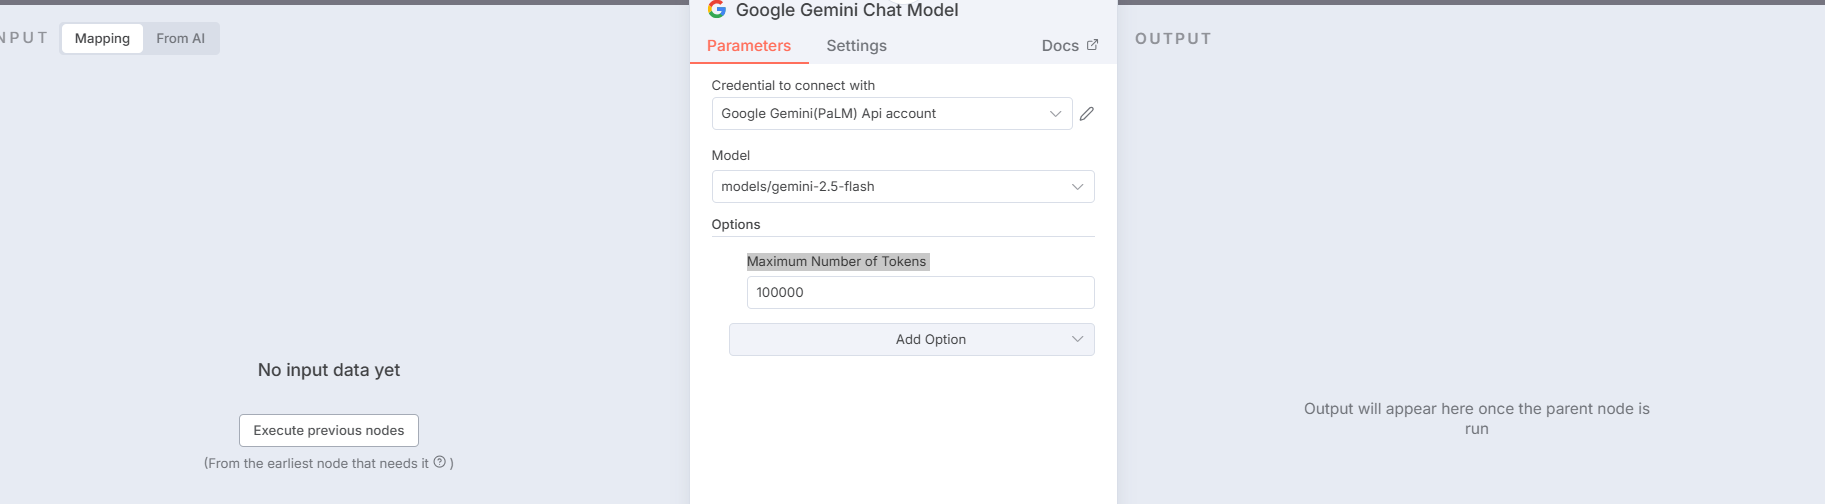 Google Gemini Chat Model
NPUT
Mapping
From AI
Parameters
Settings
Docs
OUTPUT
Credential to connect with
Google Gemini(PaLM) Api account
Model
models/gemini-2.5-flash
Options
Maximum Number of Tokens
100000
Add Option
No input data yet
Execute previous nodes
(From the earliest node that needs it ? )
Output will appear here once the parent node is
run